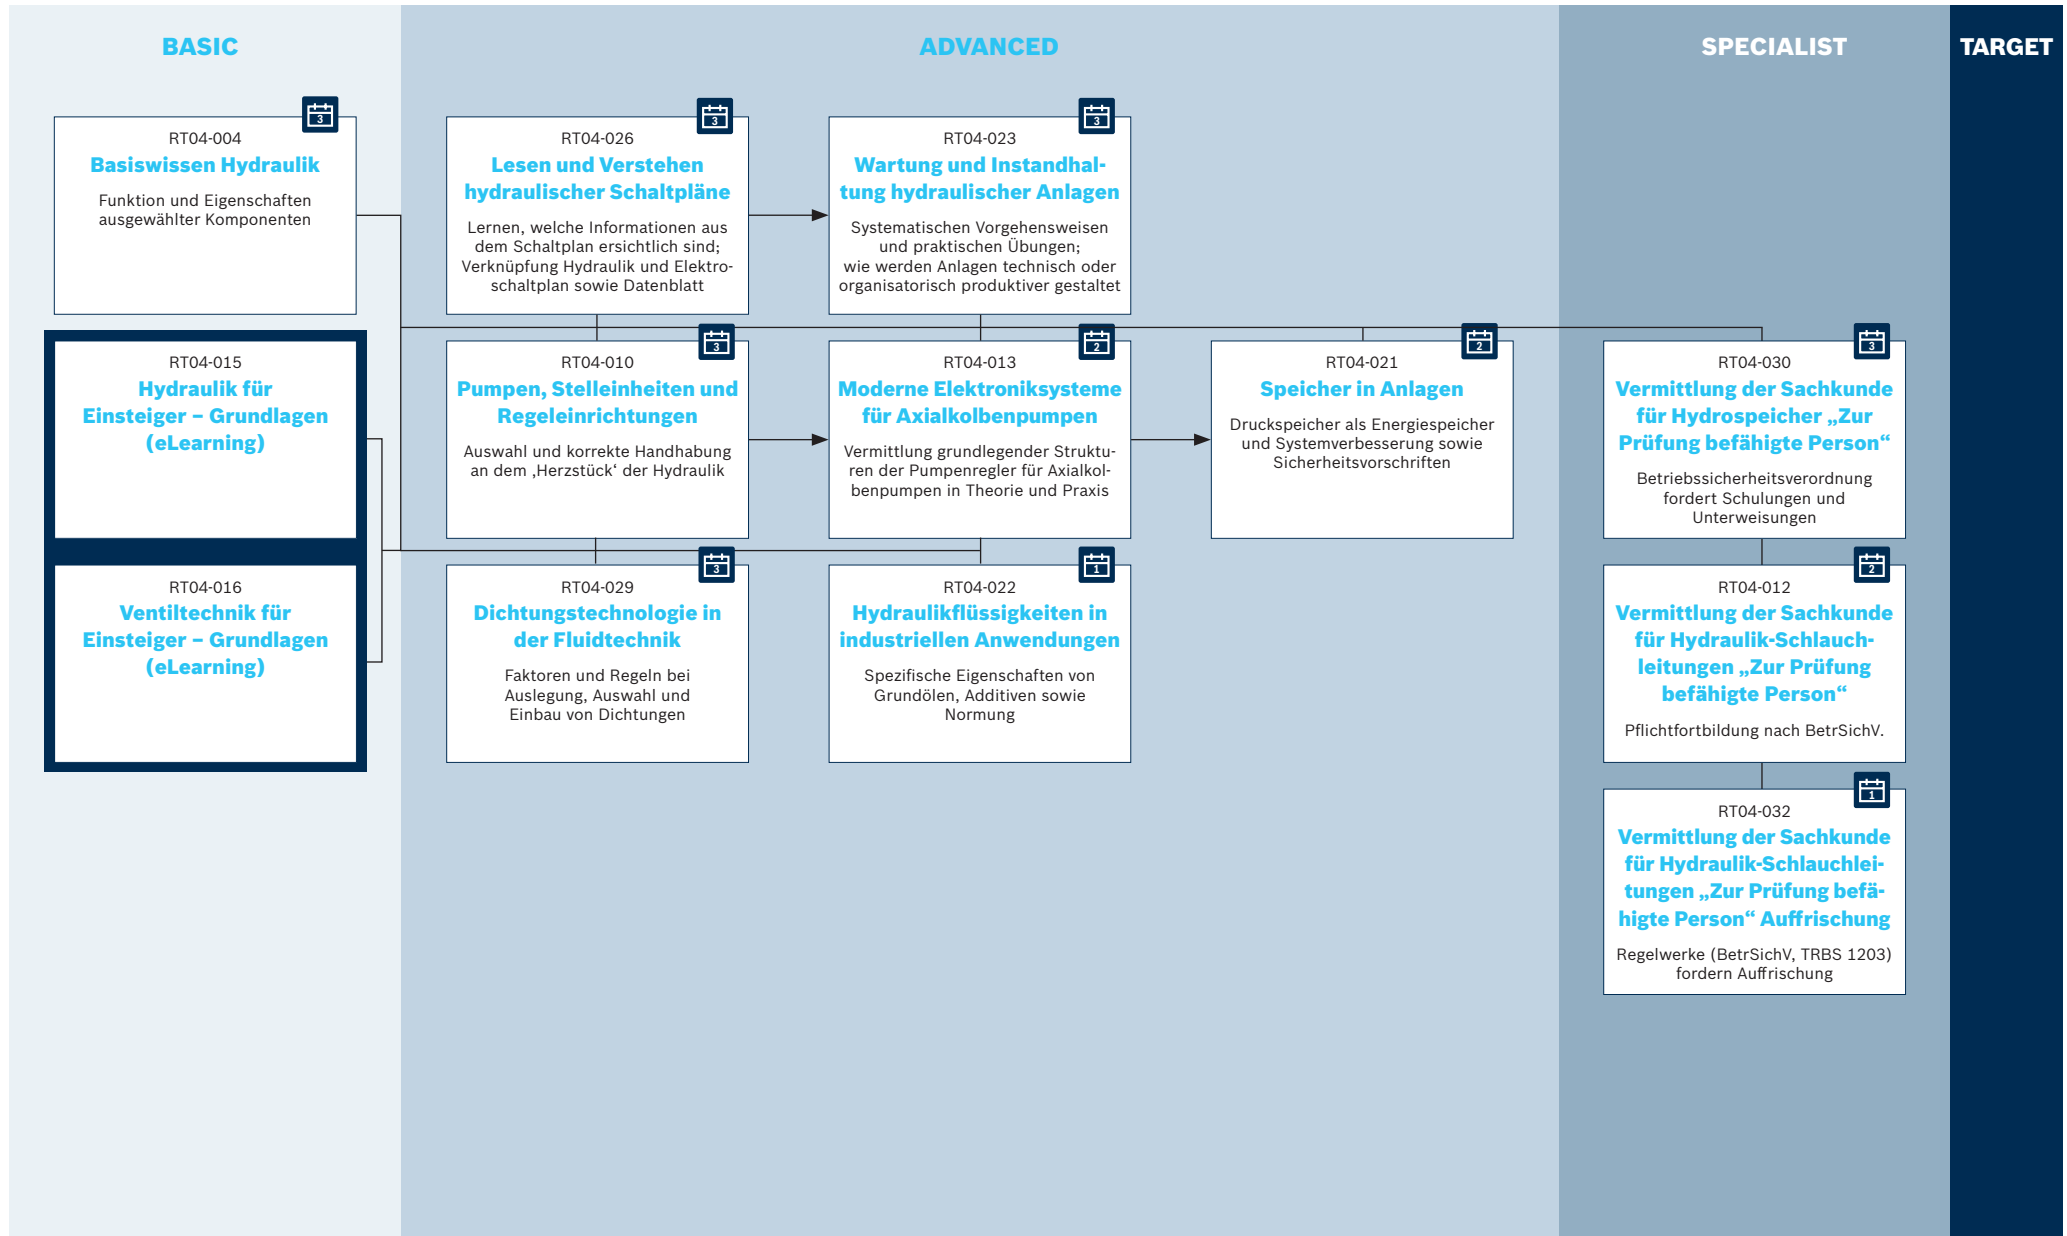 BASIC
ADVANCED
SPECIALIST
TARGET
3
RT04-004
Basiswissen Hydraulik
Funktion und Eigenschaften
ausgewählter Komponenten
RT04-015
Hydraulik für
Einsteiger – Grundlagen
(eLearning)
RT04-016
Ventiltechnik für
Einsteiger – Grundlagen
(eLearning)
3
RT04-026
Lesen und Verstehen
hydraulischer Schaltpläne
Lernen, welche Informationen aus
dem Schaltplan ersichtlich sind;
Verknüpfung Hydraulik und Elektro-
schaltplan sowie Datenblatt
3
RT04-023
Wartung und Instandhal-
tung hydraulischer Anlagen
Systematischen Vorgehensweisen
und praktischen Übungen;
wie werden Anlagen technisch oder
organisatorisch produktiver gestaltet
3
RT04-010
Pumpen, Stelleinheiten und
Regeleinrichtungen
Auswahl und korrekte Handhabung
an dem ‚Herzstück‘ der Hydraulik
2
RT04-013
Moderne Elektroniksysteme
für Axialkolbenpumpen
Vermittlung grundlegender Struktu-
ren der Pumpenregler für Axialkol-
benpumpen in Theorie und Praxis
2
RT04-021
Speicher in Anlagen
Druckspeicher als Energiespeicher
und Systemverbesserung sowie
Sicherheitsvorschriften
3
RT04-029
Dichtungstechnologie in
der Fluidtechnik
Faktoren und Regeln bei
Auslegung, Auswahl und
Einbau von Dichtungen
1
RT04-022
Hydraulikflüssigkeiten in
industriellen Anwendungen
Spezifische Eigenschaften von
Grundölen, Additiven sowie
Normung
3
RT04-030
Vermittlung der Sachkunde
für Hydrospeicher „Zur
Prüfung befähigte Person“
Betriebssicherheitsverordnung
fordert Schulungen und
Unterweisungen
2
RT04-012
Vermittlung der Sachkunde
für Hydraulik-Schlauch-
leitungen „Zur Prüfung
befähigte Person“
Pflichtfortbildung nach BetrSichV.
1
RT04-032
Vermittlung der Sachkunde
für Hydraulik-Schlauchlei-
tungen „Zur Prüfung befä-
higte Person“ Auffrischung
Regelwerke (BetrSichV, TRBS 1203)
fordern Auffrischung